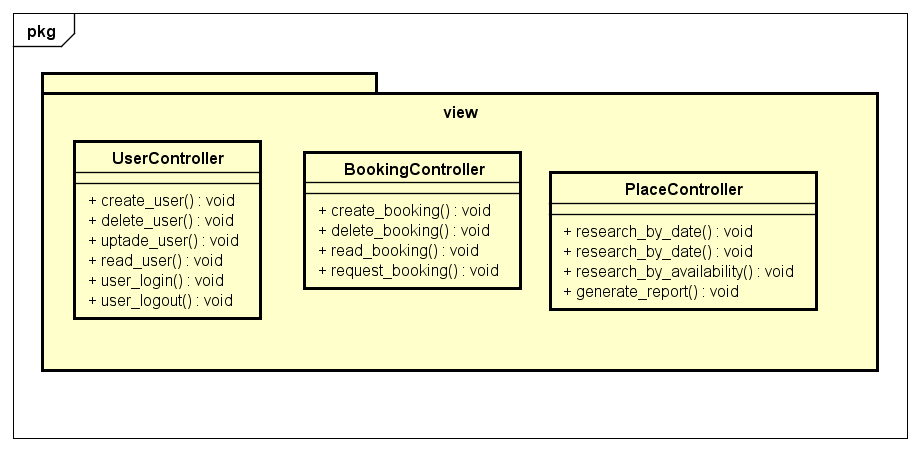 pkg
view
UserController
+ create_user() : void
+ delete_user() : void
+ uptade_user() : void
+ read_user() : void
+ user_login() : void
+ user_logout() : void
BookingController
+ create_booking() : void
+ delete_booking() : void
+ read_booking() : void
+ request_booking() : void
PlaceController
+ research_by_date() : void
+ research_by_date() : void
+ research_by_availability() : void
+ generate_report() : void